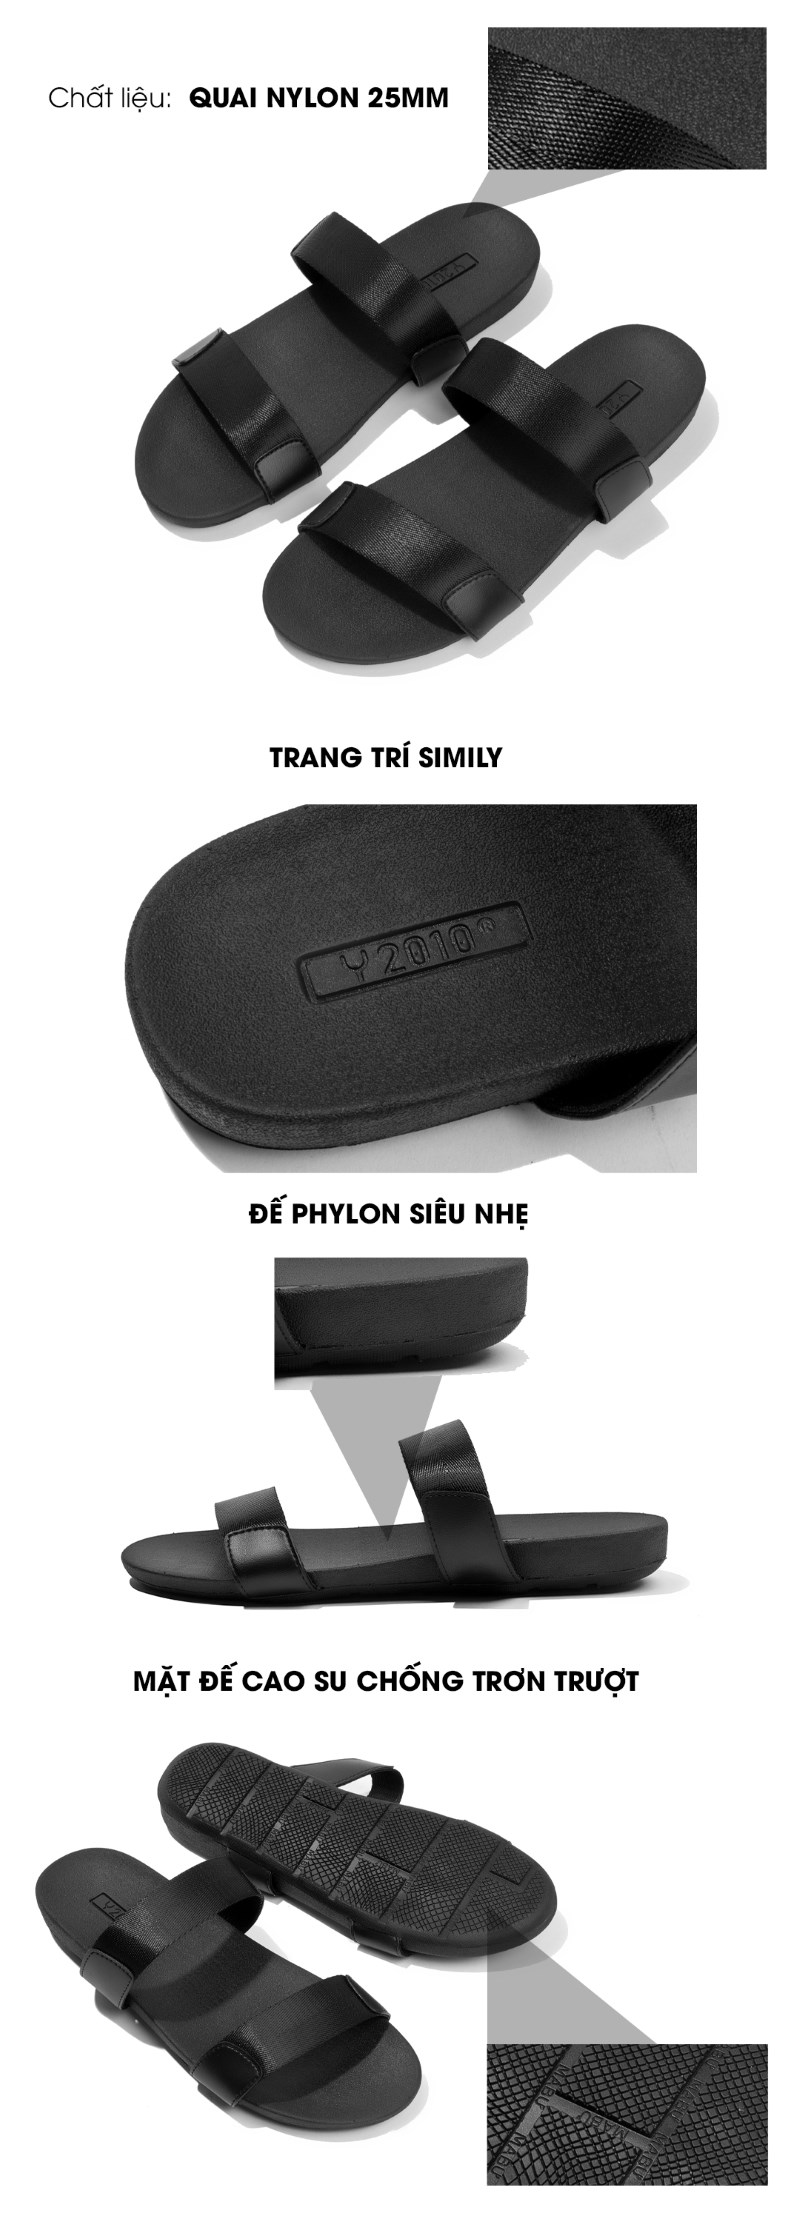 Chất liệu: QUAI NYLON 25MM
TRANG TRÍ SIMILY
Y2010®
ĐẾ PHYLON SIÊU NHẸ
MẶT ĐẾ CAO SU CHỐNG TRƠN TRƯỢT